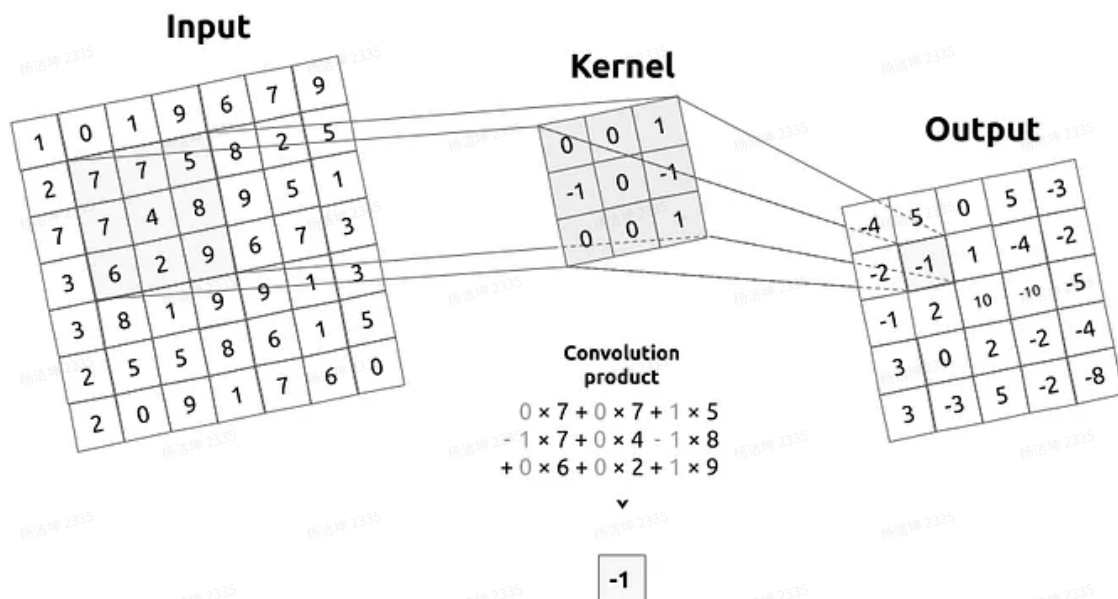 Input
Kernel
Output
1 0 1 9 6 7 9
2 7 7 5 8 2 5
7 7 4 8 9 5 1
3 6 2 9 6 7 3
3 8 1 9 9 1 3
2 5 5 8 6 1 5
2 0 9 1 7 6 0
0 0 1
-1 0 -1
0 0 1
-4 5 0 5 -3
-2 -1 1 -4 -2
-1 2 10 -10 -5
3 0 2 -2 -4
3 -3 5 -2 -8
Convolution
product
0 × 7 + 0 × 7 + 1 × 5
- 1 × 7 + 0 × 4 - 1 × 8
+ 0 × 6 + 0 × 2 + 1 × 9
-1
杨洁坤 2335